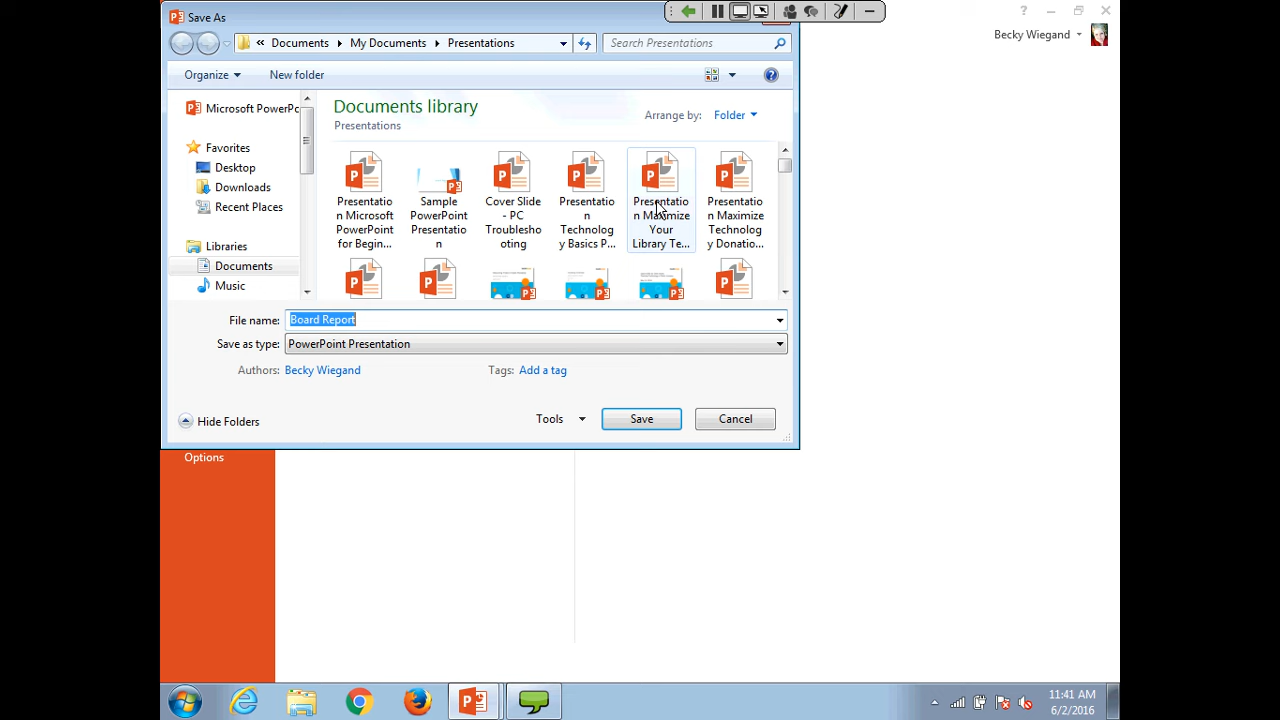 Save As
Becky Wiegand
« Documents My Documents Presentations
Search Presentations
Organize New folder
Microsoft PowerPo
Favorites
Desktop
Downloads
Recent Places
Libraries
Documents
Music
Documents library
Presentations
Arrange by: Folder
Presentatio
n Microsoft
PowerPoint
for Begin...
Sample
PowerPoint
Presentatio
n
Cover Slide
- PC
Troublesho
oting
Presentatio
n
Technolog
y Basics P...
Presentatio
n Maximize
Your
Library Te...
Presentatio
n Maximize
Technolog
y Donatio...
File name: Board Report
Save as type: PowerPoint Presentation
Authors: Becky Wiegand Tags: Add a tag
Hide Folders
Tools Save Cancel
Options
11:41 AM
6/2/2016